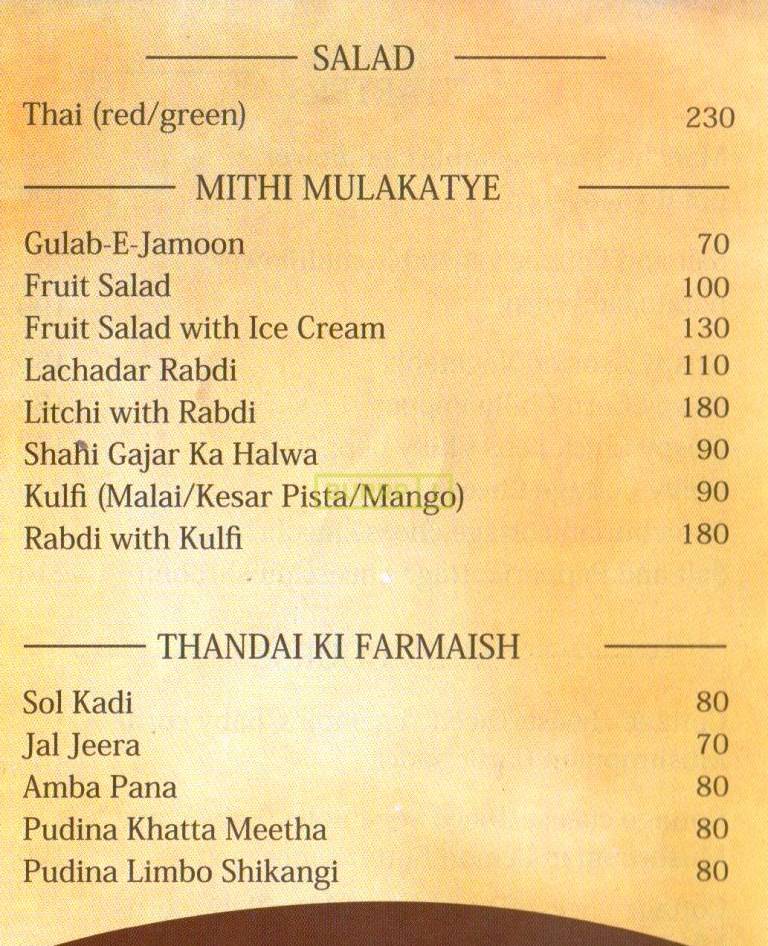 SALAD
Thai (red/green) 230
MITHI MULAKATYE
Gulab-E-Jamoon 70
Fruit Salad 100
Fruit Salad with Ice Cream 130
Lachadar Rabdi 110
Litchi with Rabdi 180
Shahi Gajar Ka Halwa 90
Kulfi (Malai/Kesar Pista/Mango) 90
Rabdi with Kulfi 180
THANDAI KI FARMAISH
Sol Kadi 80
Jal Jeera 70
Amba Pana 80
Pudina Khatta Meetha 80
Pudina Limbo Shikangi 80